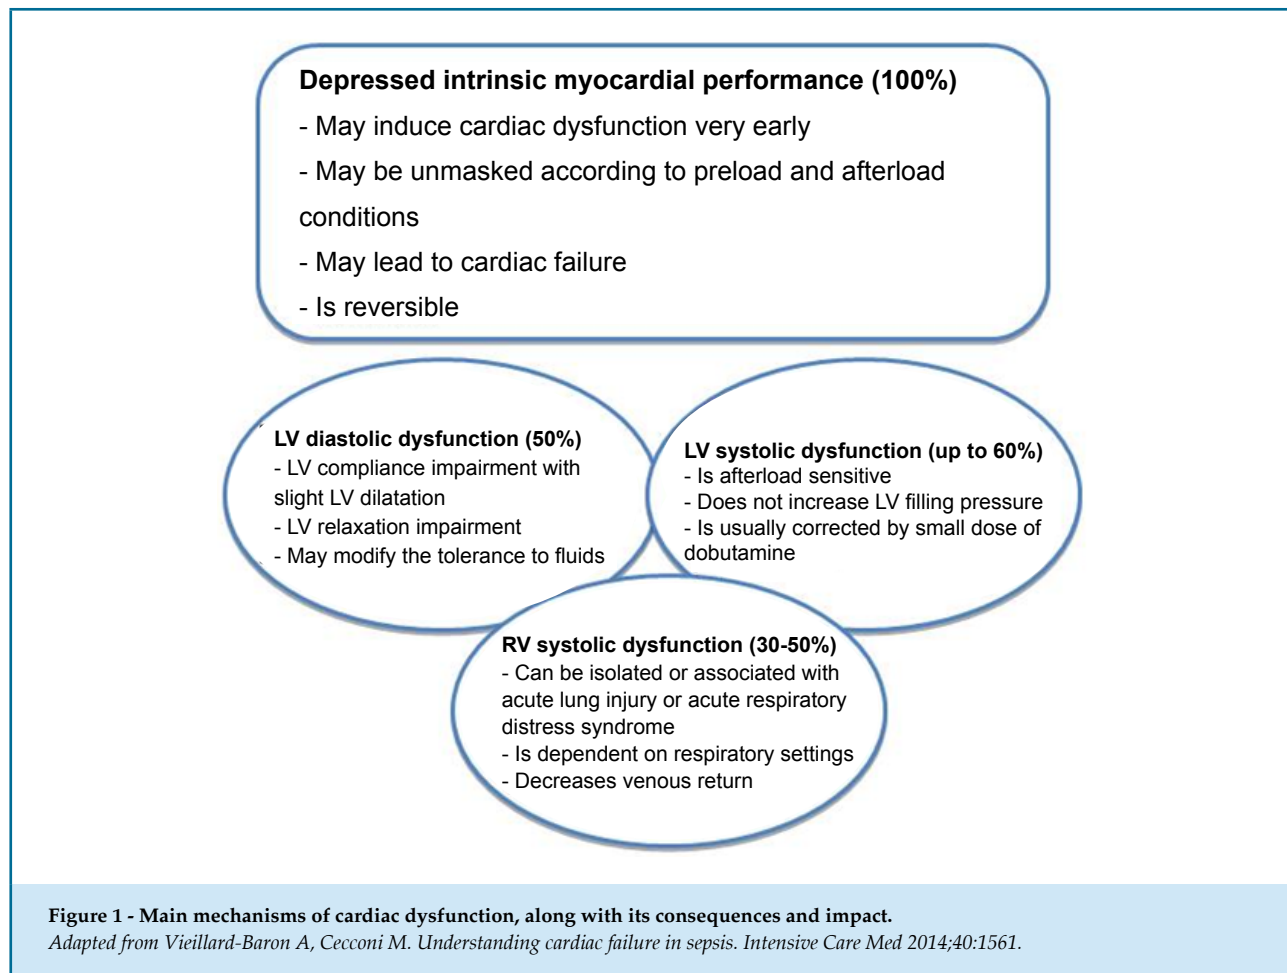 Depressed intrinsic myocardial performance (100%)
- May induce cardiac dysfunction very early
- May be unmasked according to preload and afterload
conditions
- May lead to cardiac failure
- Is reversible
LV diastolic dysfunction (50%)
- LV compliance impairment with
slight LV dilatation
- LV relaxation impairment
- May modify the tolerance to fluids
LV systolic dysfunction (up to 60%)
- Is afterload sensitive
- Does not increase LV filling pressure
- Is usually corrected by small dose of
dobutamine
RV systolic dysfunction (30-50%)
- Can be isolated or associated with
acute lung injury or acute respiratory
distress syndrome
- Is dependent on respiratory settings
- Decreases venous return
Figure 1 - Main mechanisms of cardiac dysfunction, along with its consequences and impact.
Adapted from Vieillard-Baron A, Cecconi M. Understanding cardiac failure in sepsis. Intensive Care Med 2014;40:1561.